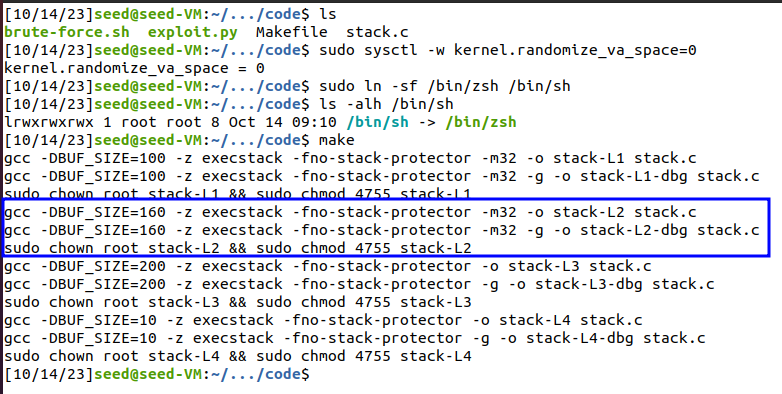 [10/14/23]seed@seed-VM:~/.../code$ ls
brute-force.sh  exploit.py  Makefile  stack.c
[10/14/23]seed@seed-VM:~/.../code$ sudo sysctl -w kernel.randomize_va_space=0
kernel.randomize_va_space = 0
[10/14/23]seed@seed-VM:~/.../code$ sudo ln -sf /bin/zsh /bin/sh
[10/14/23]seed@seed-VM:~/.../code$ ls -alh /bin/sh
lrwxrwxrwx 1 root root 8 Oct 14 09:10 /bin/sh -> /bin/zsh
[10/14/23]seed@seed-VM:~/.../code$ make
gcc -DBUF_SIZE=100 -z execstack -fno-stack-protector -m32 -o stack-L1 stack.c
gcc -DBUF_SIZE=100 -z execstack -fno-stack-protector -m32 -g -o stack-L1-dbg stack.c
sudo chown root stack-L1 && sudo chmod 4755 stack-L1
gcc -DBUF_SIZE=160 -z execstack -fno-stack-protector -m32 -o stack-L2 stack.c
gcc -DBUF_SIZE=160 -z execstack -fno-stack-protector -m32 -g -o stack-L2-dbg stack.c
sudo chown root stack-L2 && sudo chmod 4755 stack-L2
gcc -DBUF_SIZE=200 -z execstack -fno-stack-protector -o stack-L3 stack.c
gcc -DBUF_SIZE=200 -z execstack -fno-stack-protector -g -o stack-L3-dbg stack.c
sudo chown root stack-L3 && sudo chmod 4755 stack-L3
gcc -DBUF_SIZE=10 -z execstack -fno-stack-protector -o stack-L4 stack.c
gcc -DBUF_SIZE=10 -z execstack -fno-stack-protector -g -o stack-L4-dbg stack.c
sudo chown root stack-L4 && sudo chmod 4755 stack-L4
[10/14/23]seed@seed-VM:~/.../code$